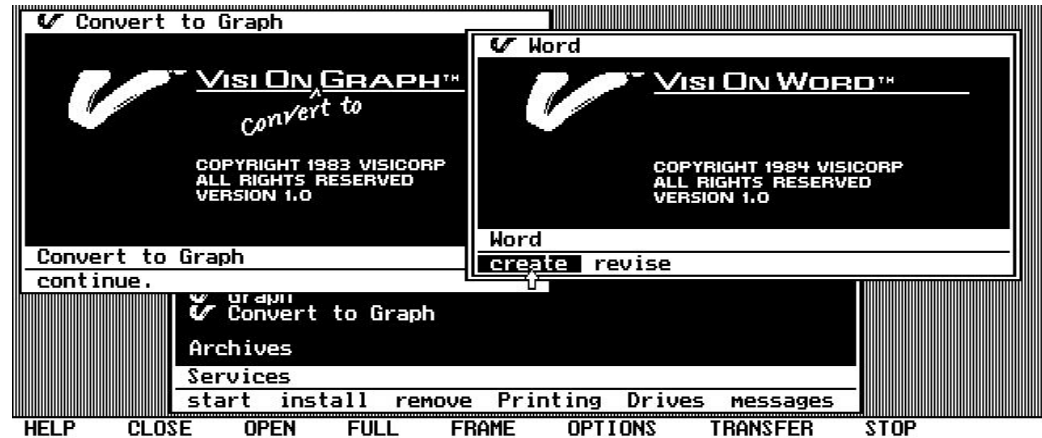 Convert to Graph
VISI ON GRAPH™
^
convert to
COPYRIGHT 1983 VISICORP
ALL RIGHTS RESERVED
VERSION 1.0
Convert to Graph
continue.
Word
VISI ON WORD™
COPYRIGHT 1984 VISICORP
ALL RIGHTS RESERVED
VERSION 1.0
Word
create revise
Graph
Convert to Graph
Archives
Services
start install remove Printing Drives messages
HELP CLOSE OPEN FULL FRAME OPTIONS TRANSFER STOP